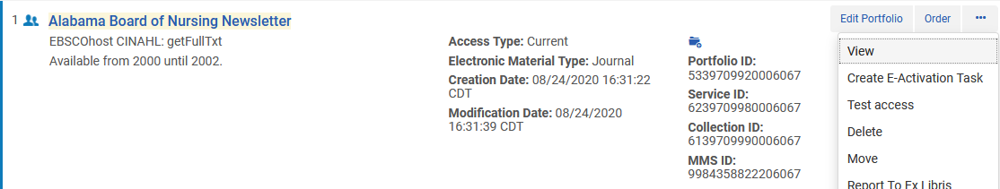 1 Alabama Board of Nursing Newsletter
EBSCOhost CINAHL: getFullTxt
Available from 2000 until 2002.
Access Type: Current
Electronic Material Type: Journal
Creation Date: 08/24/2020 16:31:22
CDT
Modification Date: 08/24/2020
16:31:39 CDT
Portfolio ID:
5339709920006067
Service ID:
6239709980006067
Collection ID:
6139709990006067
MMS ID:
9984358822206067
Edit Portfolio Order ...
View
Create E-Activation Task
Test access
Delete
Move
Report To Ex Libris